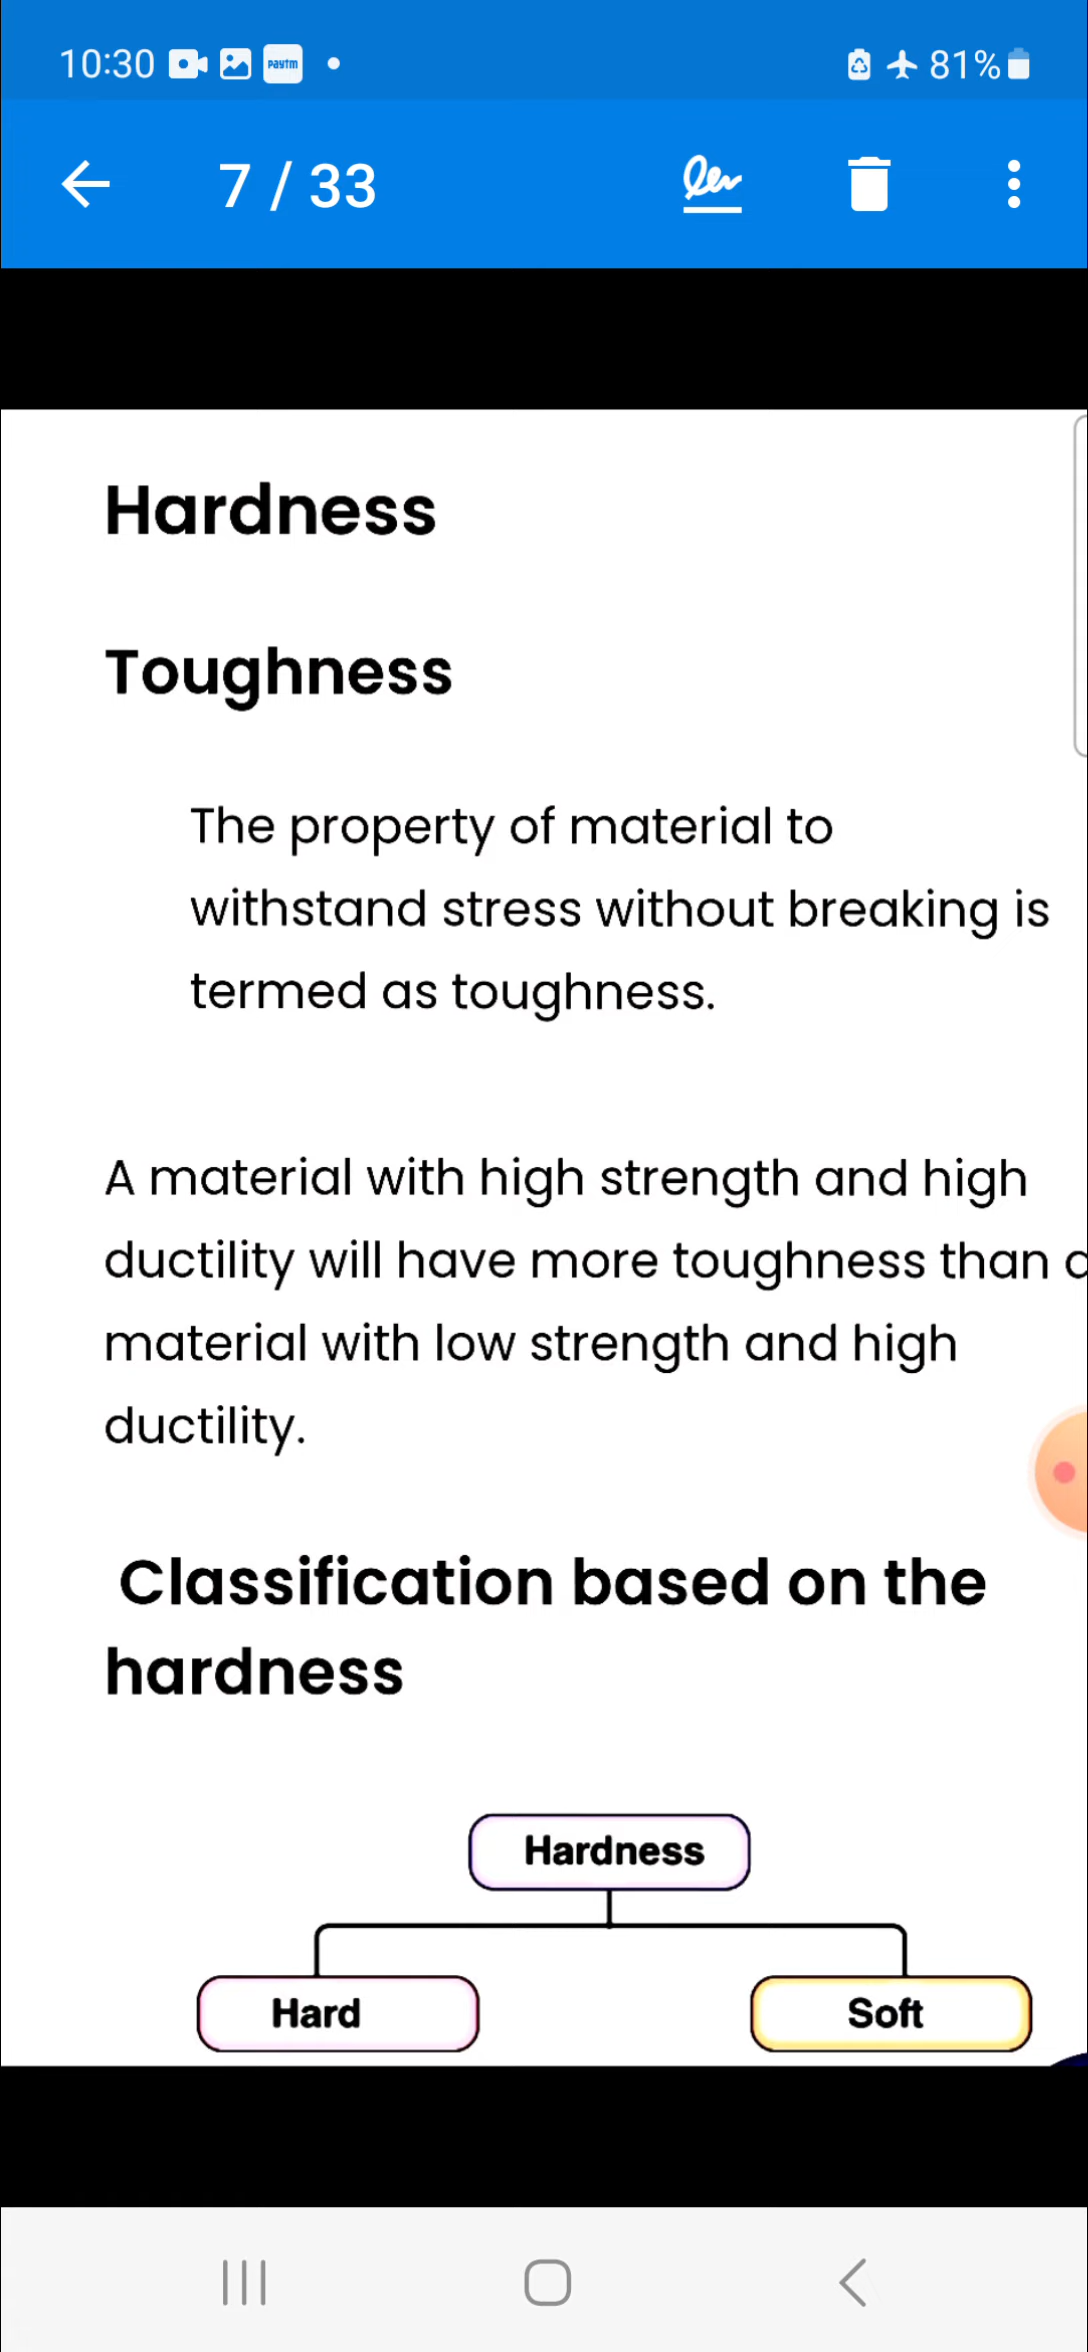 10:30 Paytm 81%
7 / 33
Hardness
Toughness
The property of material to
withstand stress without breaking is
termed as toughness.
A material with high strength and high
ductility will have more toughness than
material with low strength and high
ductility.
Classification based on the
hardness
Hardness
Hard Soft